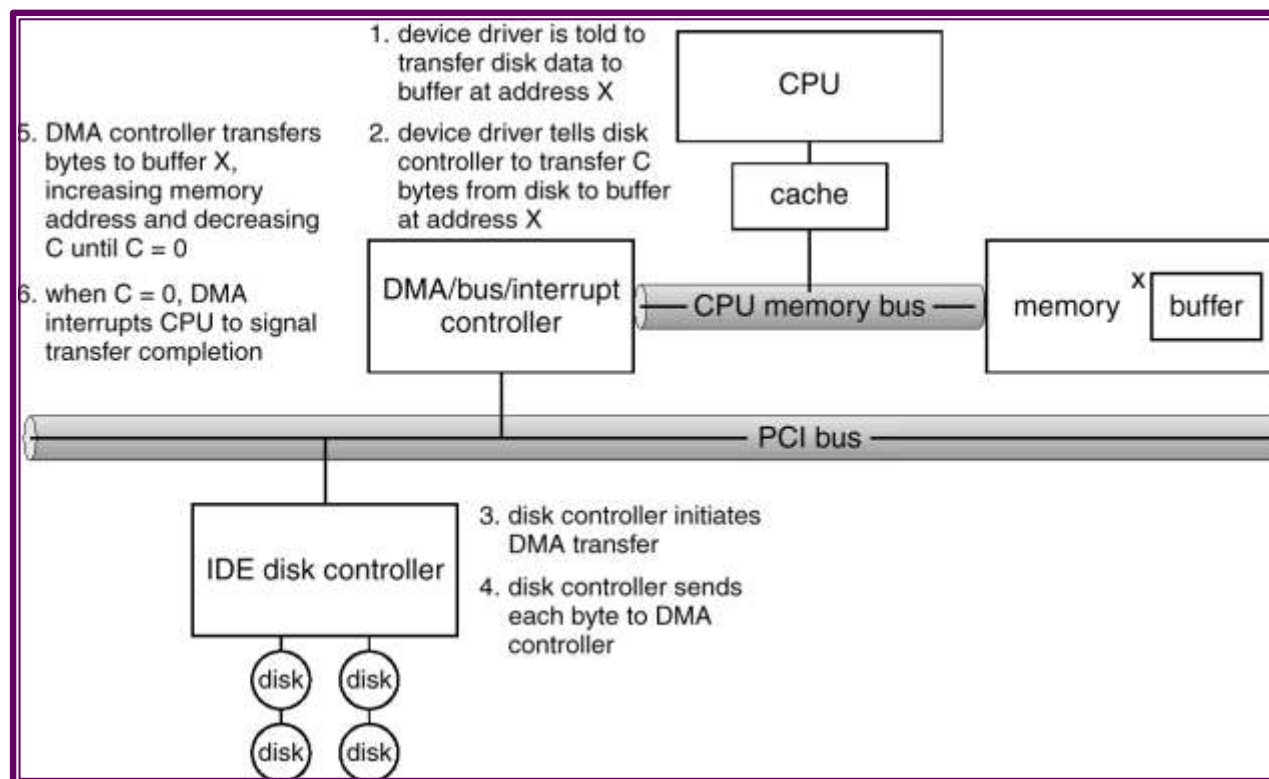 1. device driver is told to
transfer disk data to
buffer at address X
2. device driver tells disk
controller to transfer C
bytes from disk to buffer
at address X
5. DMA controller transfers
bytes to buffer X,
increasing memory
address and decreasing
C until C = 0
6. when C = 0, DMA
interrupts CPU to signal
transfer completion
CPU
cache
DMA/bus/interrupt
controller
CPU memory bus
memory
X
buffer
PCI bus
IDE disk controller
3. disk controller initiates
DMA transfer
4. disk controller sends
each byte to DMA
controller
disk
disk
disk
disk